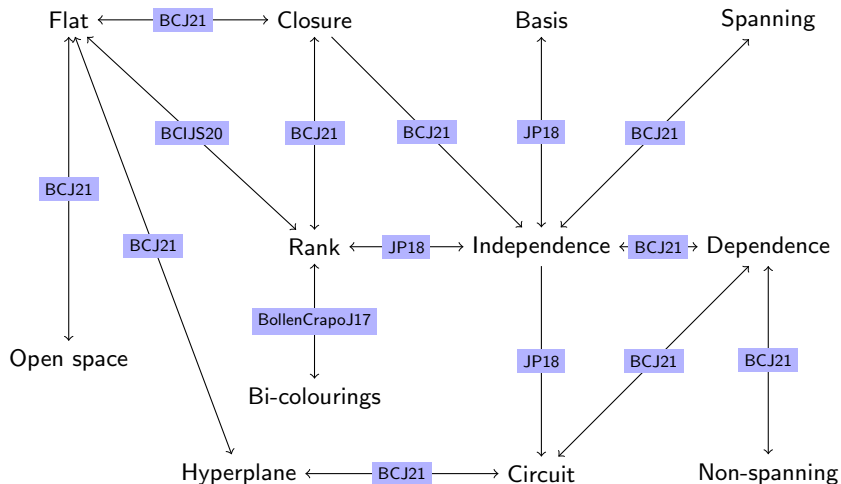 Flat
BCJ21
Closure
Basis
Spanning
BCIJS20
BCJ21
BCJ21
JP18
BCJ21
BCJ21
BCJ21
Rank
JP18
Independence
BCJ21
Dependence
BollenCrapoJ17
Open space
JP18
BCJ21
BCJ21
Bi-colourings
Hyperplane
BCJ21
Circuit
Non-spanning